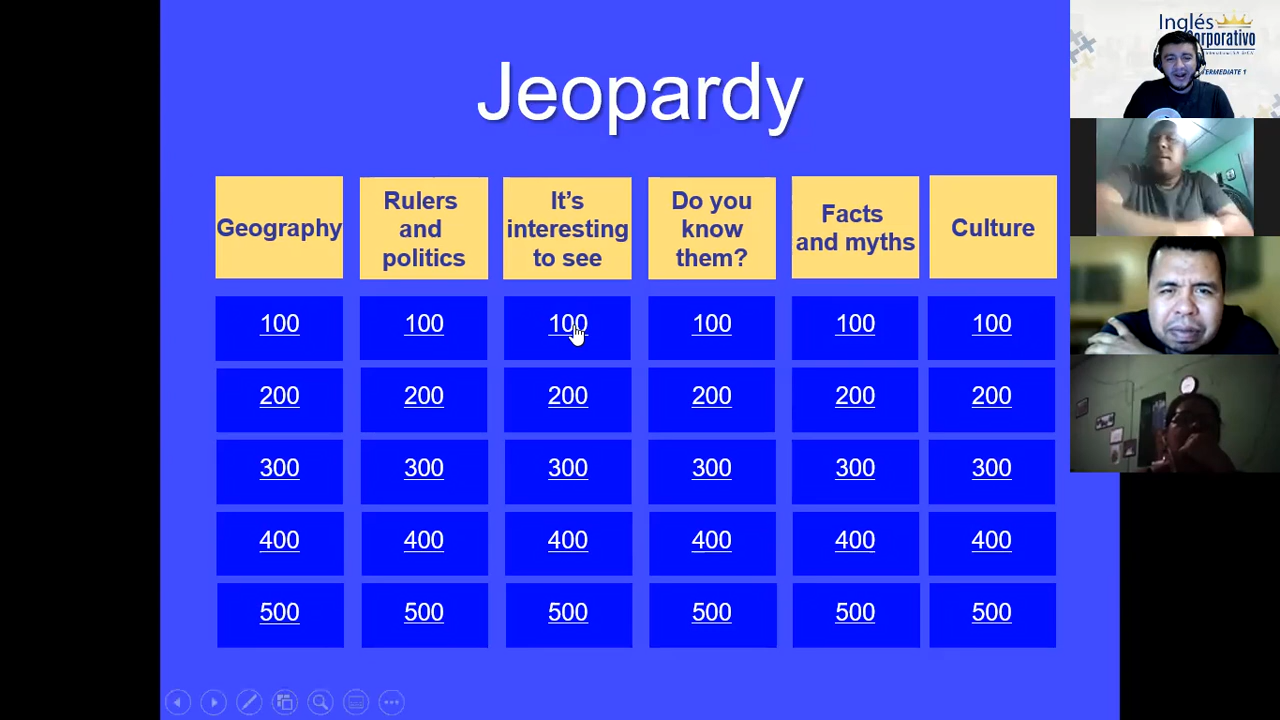 Jeopardy
Geography
Rulers
and
politics
It's
interesting
to see
Do you
know
them?
Facts
and myths
Culture
100 100 100 100 100 100
200 200 200 200 200 200
300 300 300 300 300 300
400 400 400 400 400 400
500 500 500 500 500 500
Inglés
Corporativo